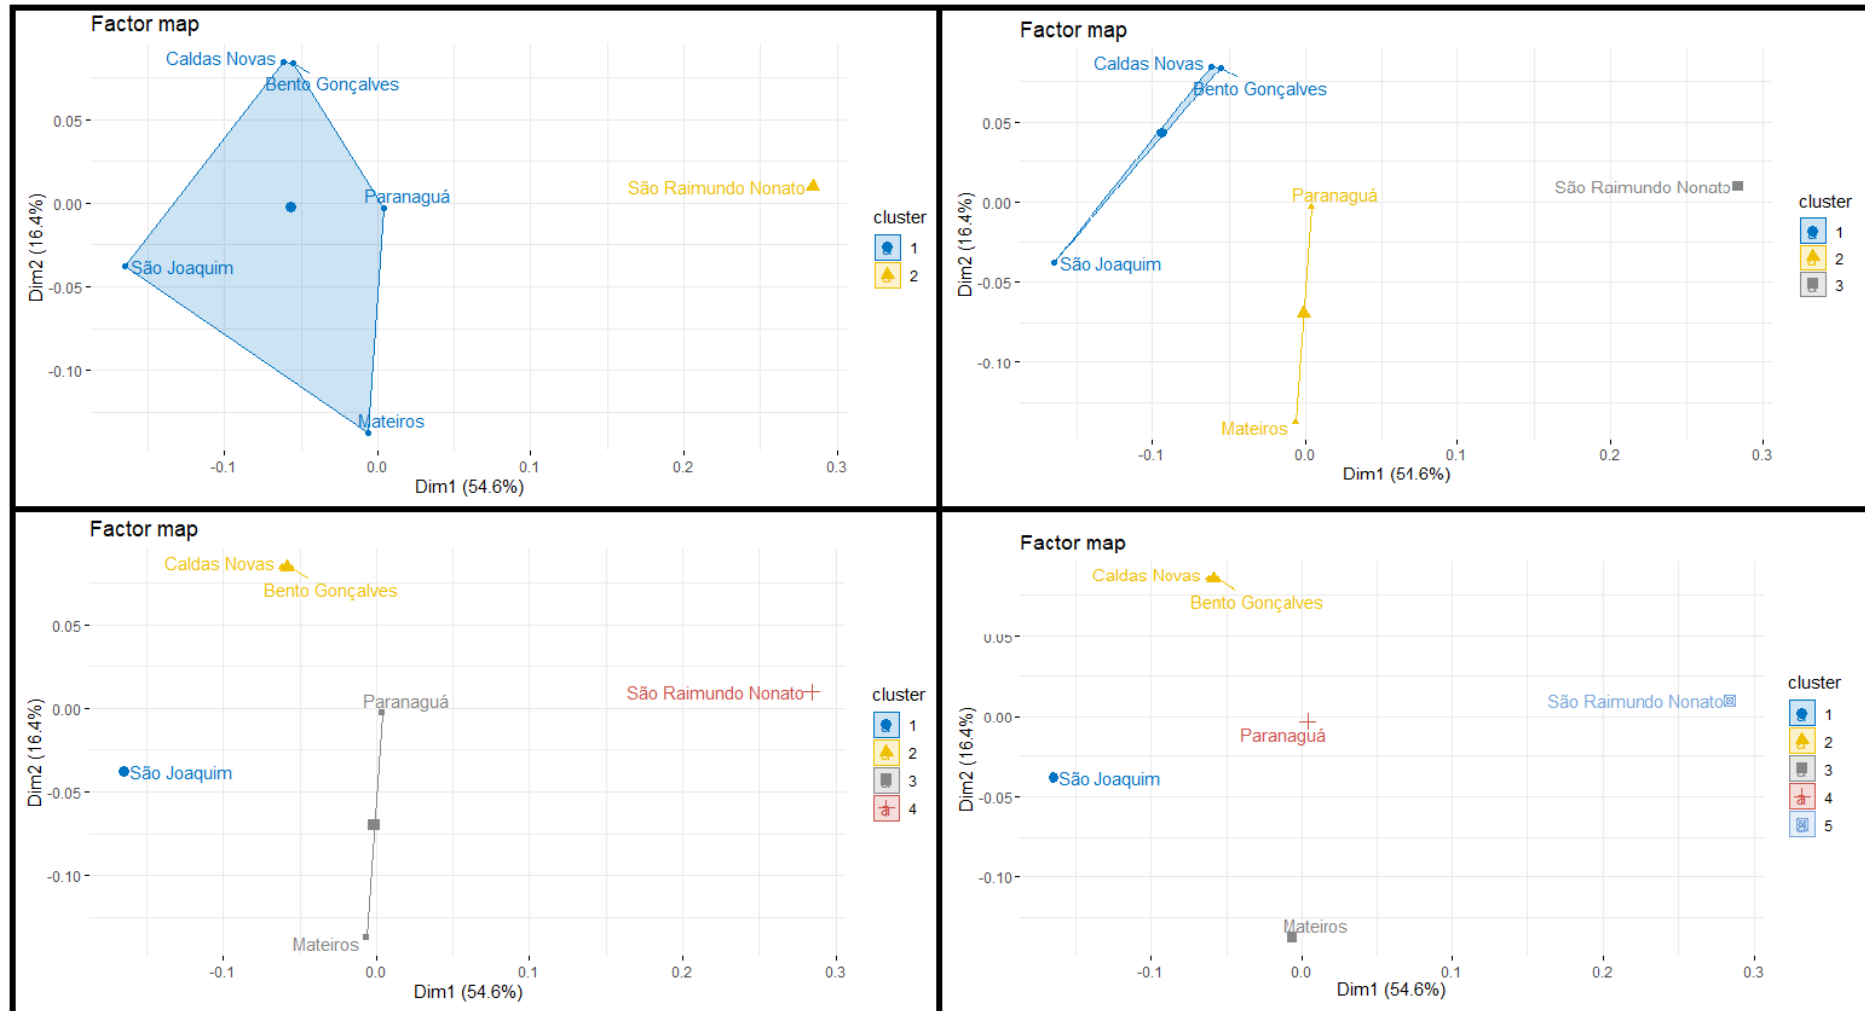 Factor map
Caldas Novas
Bento Gonçalves
0.05
Paranaguá
São Raimundo Nonato
0.00
Dim2 (16.4%)
São Joaquim
-0.05
-0.10
Mateiros
-0.1
0.0
0.1
0.2
0.3
Dim1 (54.6%)
cluster
1
2
Factor map
Caldas Novas
Bento Gonçalves
0.05
Paranaguá
São Raimundo Nonato
0.00
Dim2 (16.4%)
São Joaquim
-0.05
-0.10
Mateiros
-0.1
0.0
0.1
0.2
0.3
Dim1 (54.6%)
cluster
1
2
3
Factor map
Caldas Novas
Bento Gonçalves
0.05
Paranaguá
São Raimundo Nonato
0.00
Dim2 (16.4%)
São Joaquim
-0.05
-0.10
Mateiros
-0.1
0.0
0.1
0.2
0.3
Dim1 (54.6%)
cluster
1
2
3
4
Factor map
Caldas Novas
Bento Gonçalves
0.05
São Raimundo Nonato
0.00
Paranaguá
Dim2 (16.4%)
São Joaquim
-0.05
-0.10
Mateiros
-0.1
0.0
0.1
0.2
0.3
Dim1 (54.6%)
cluster
1
2
3
4
5